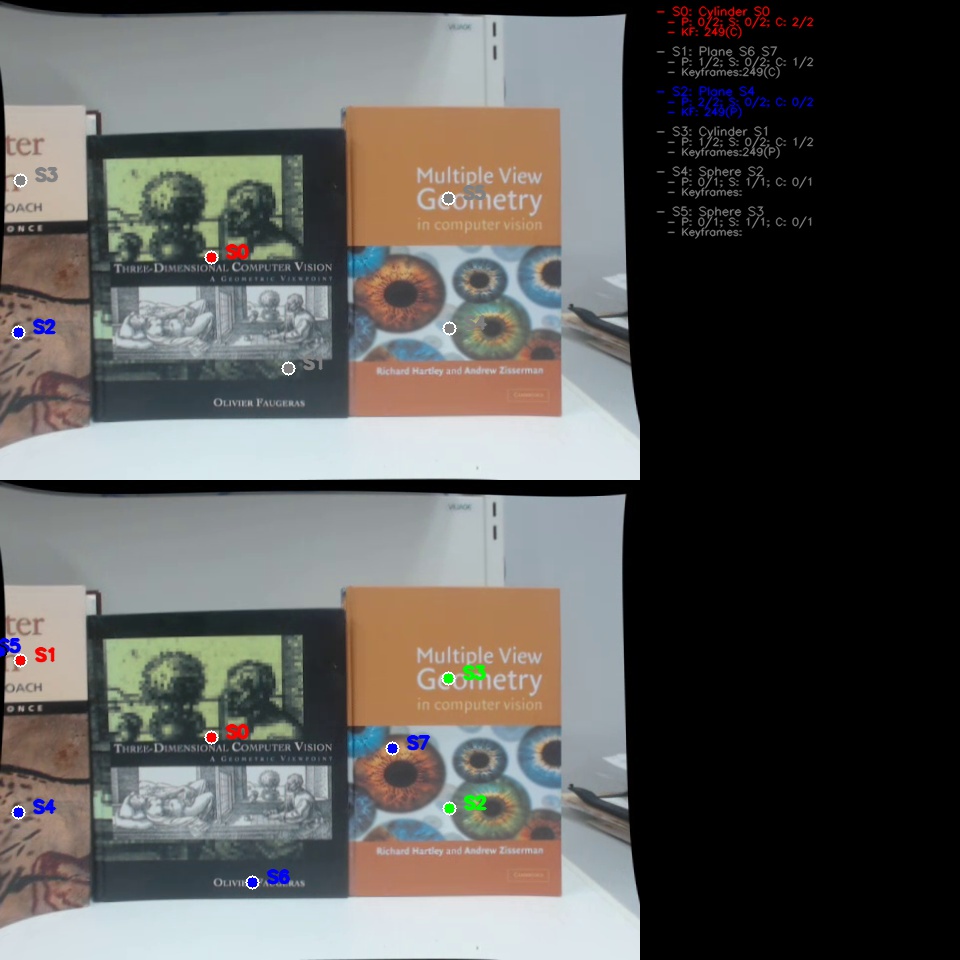 S0: Cylinder S0
P: 0/2; S: 0/2; C: 2/2
KF: 249(C)
S1: Plane S6 S7
P: 1/2; S: 0/2; C: 1/2
Keyframes:249(C)
S2: Plane S4
P: 2/2; S: 0/2; C: 0/2
KF: 249(P)
S3: Cylinder S1
P: 1/2; S: 0/2; C: 1/2
Keyframes:249(P)
S4: Sphere S2
P: 0/1; S: 1/1; C: 0/1
Keyframes:
S5: Sphere S3
P: 0/1; S: 1/1; C: 0/1
Keyframes:
ter
S3
OACH
ONCE
S2
S0
THREE-DIMENSIONAL COMPUTER VISION
A GEOMETRIC VIEWPOINT
S1
OLIVIER FAUGERAS
Multiple View
S5
Geometry
in computer vision
Richard Hartley and Andrew Zisserman
CAMBRIDGE
ter
S5
S1
OACH
ONCE
S4
S0
THREE-DIMENSIONAL COMPUTER VISION
A GEOMETRIC VIEWPOINT
S6
Multiple View
S3
Geometry
in computer vision
S7
S2
Richard Hartley and Andrew Zisserman
CAMBRIDGE